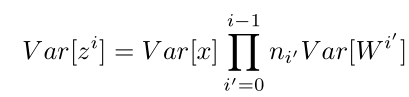 $Var[z^i] = Var[x] \prod_{i'=0}^{i-1} n_{i'} Var[W^{i'}]$